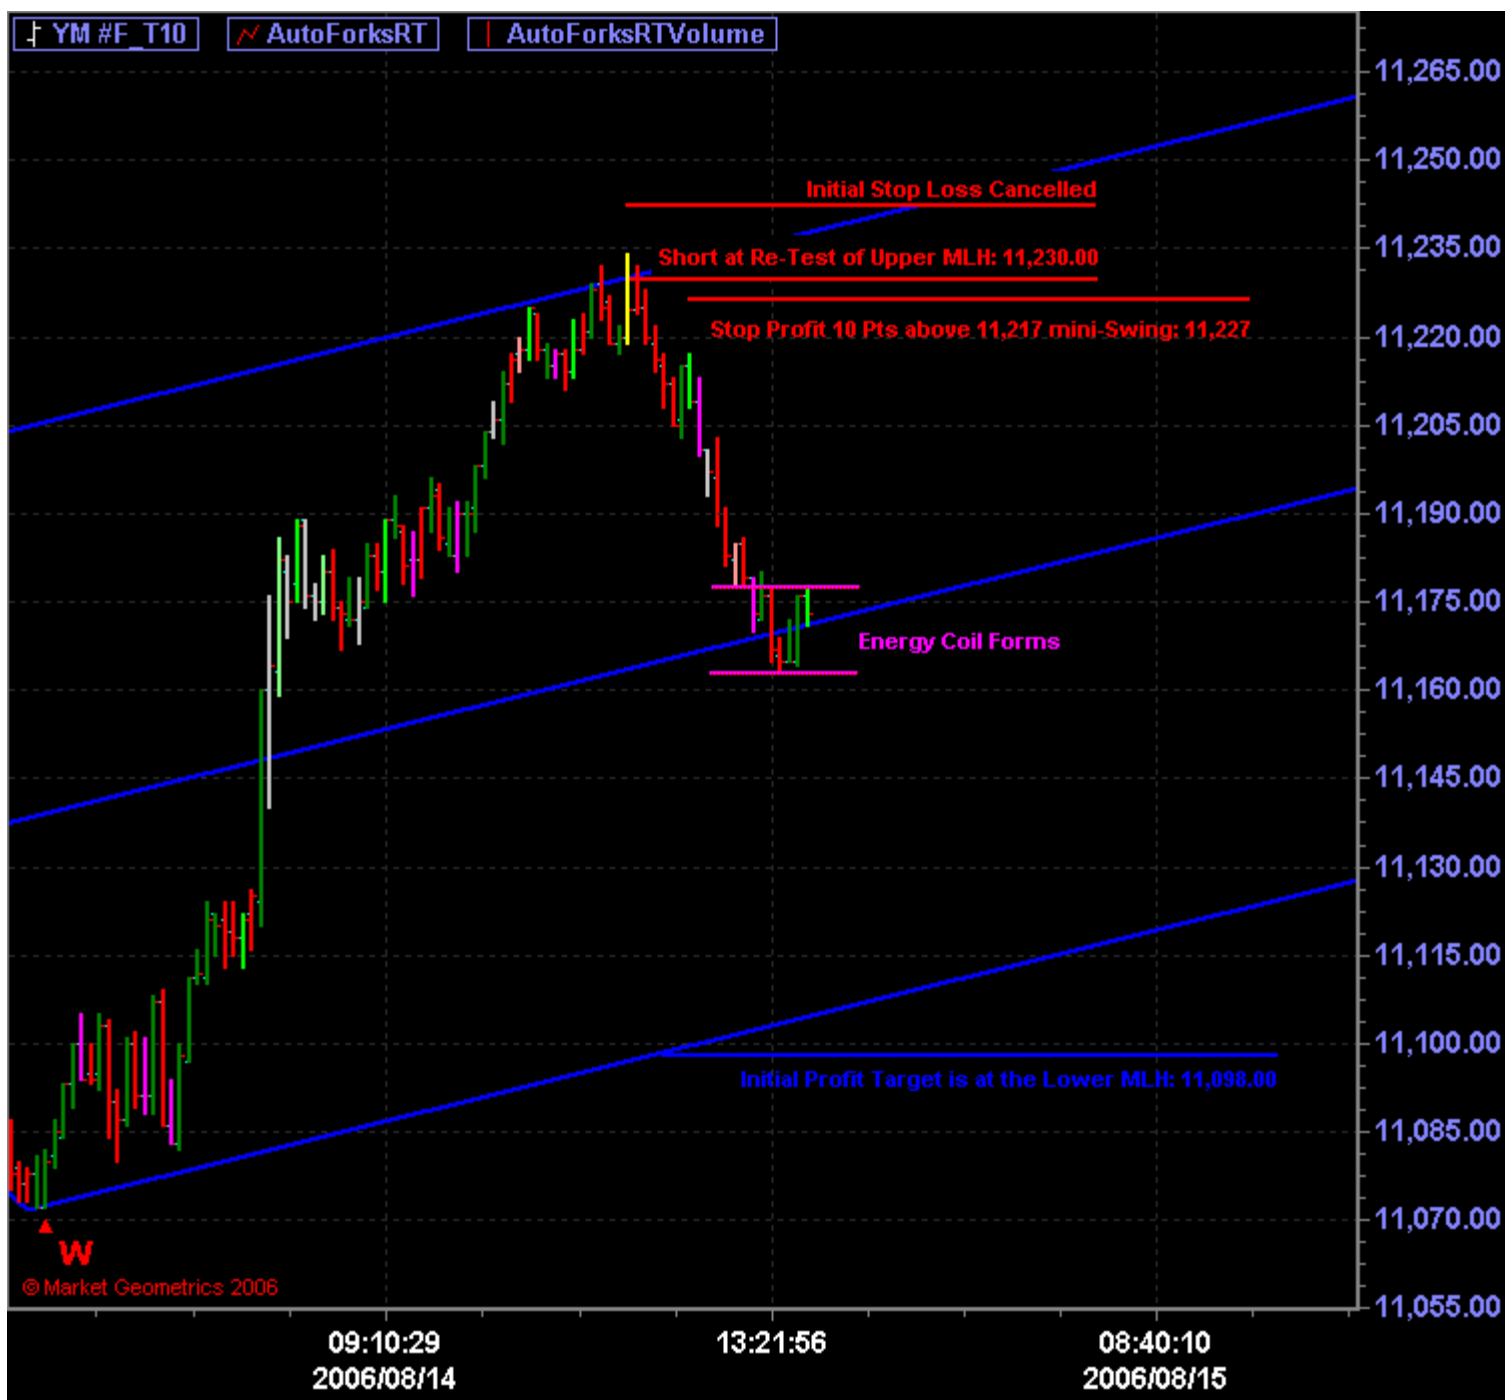 YM #F_T10 AutoForksRT AutoForksRTVolume
11,265.00
11,250.00
Initial Stop Loss Cancelled
11,235.00
Short at Re-Test of Upper MLH: 11,230.00
Stop Profit 10 Pts above 11,217 mini-Swing: 11,227
11,220.00
11,205.00
11,190.00
11,175.00
Energy Coil Forms
11,160.00
11,145.00
11,130.00
11,115.00
11,100.00
Initial Profit Target is at the Lower MLH: 11,098.00
11,085.00
11,070.00
W
© Market Geometrics 2006
11,055.00
09:10:29 13:21:56 08:40:10
2006/08/14 2006/08/15